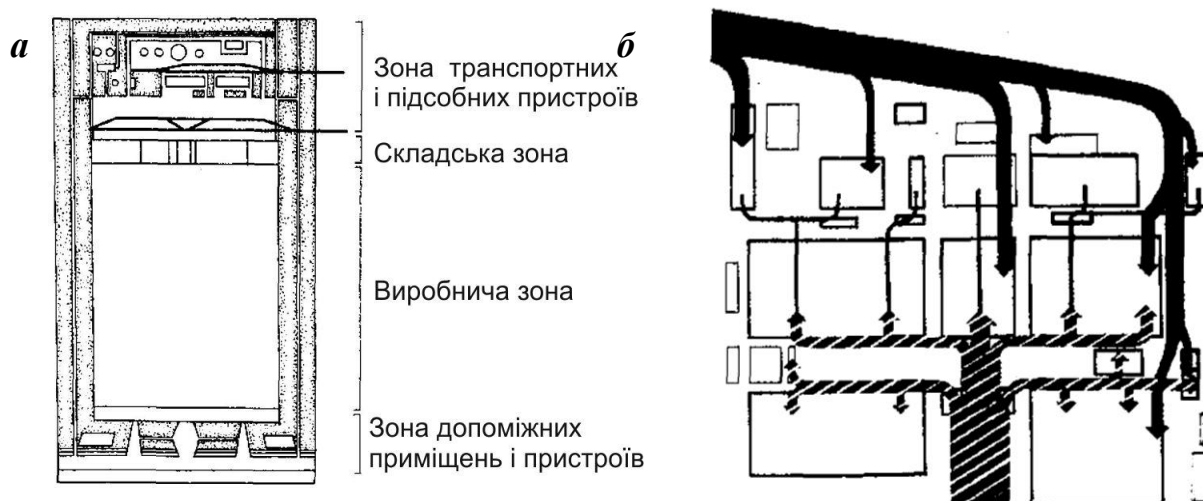 а
б
Зона транспортних
і підсобних пристроїв
Складська зона
Виробнича зона
Зона допоміжних
приміщень і пристроїв